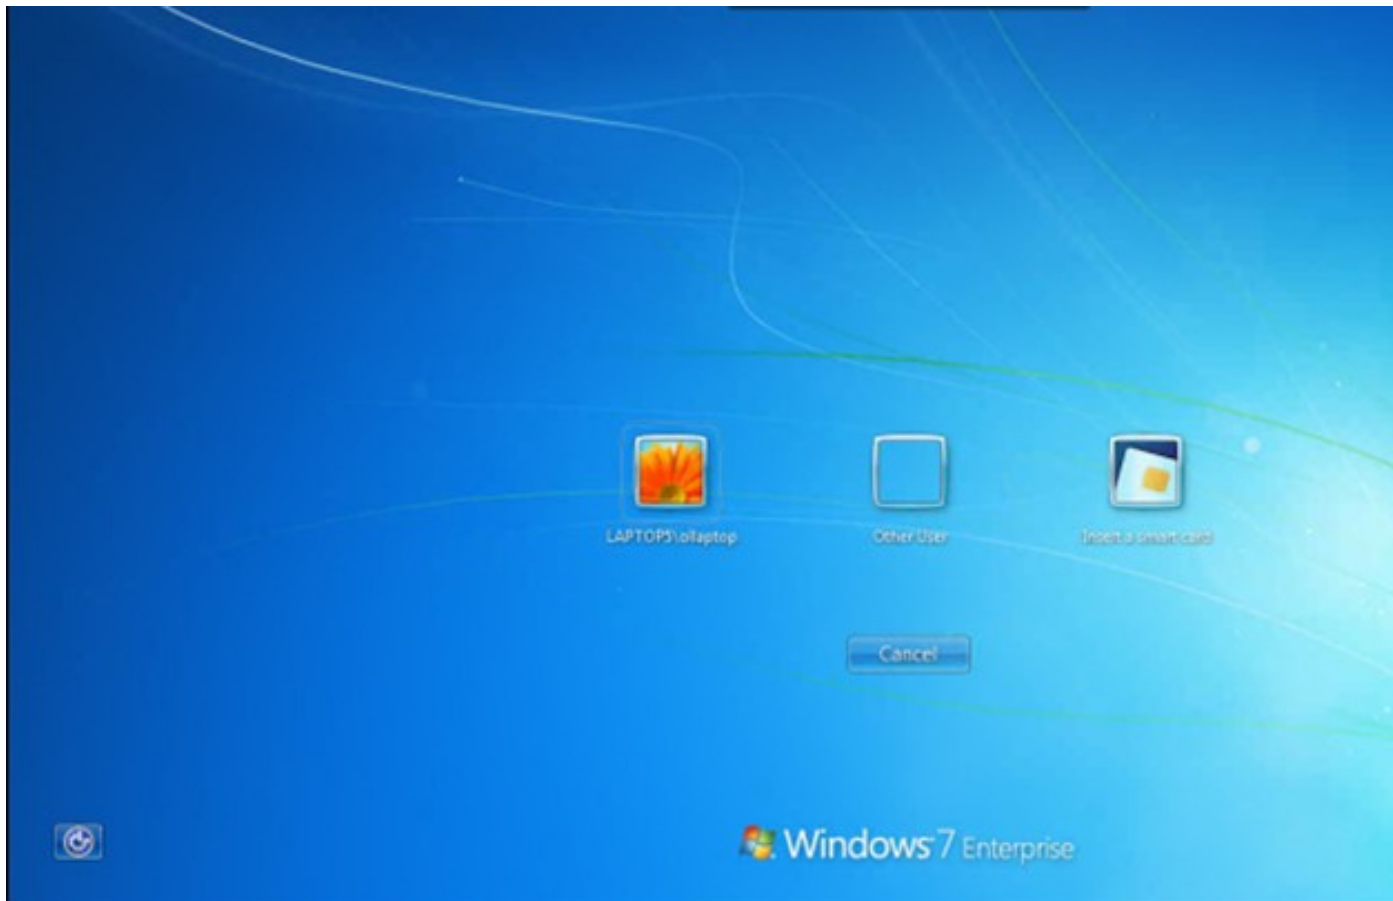 LAPTOP5\ollaptop
Other User
Insert a smart card
Cancel
Windows 7 Enterprise